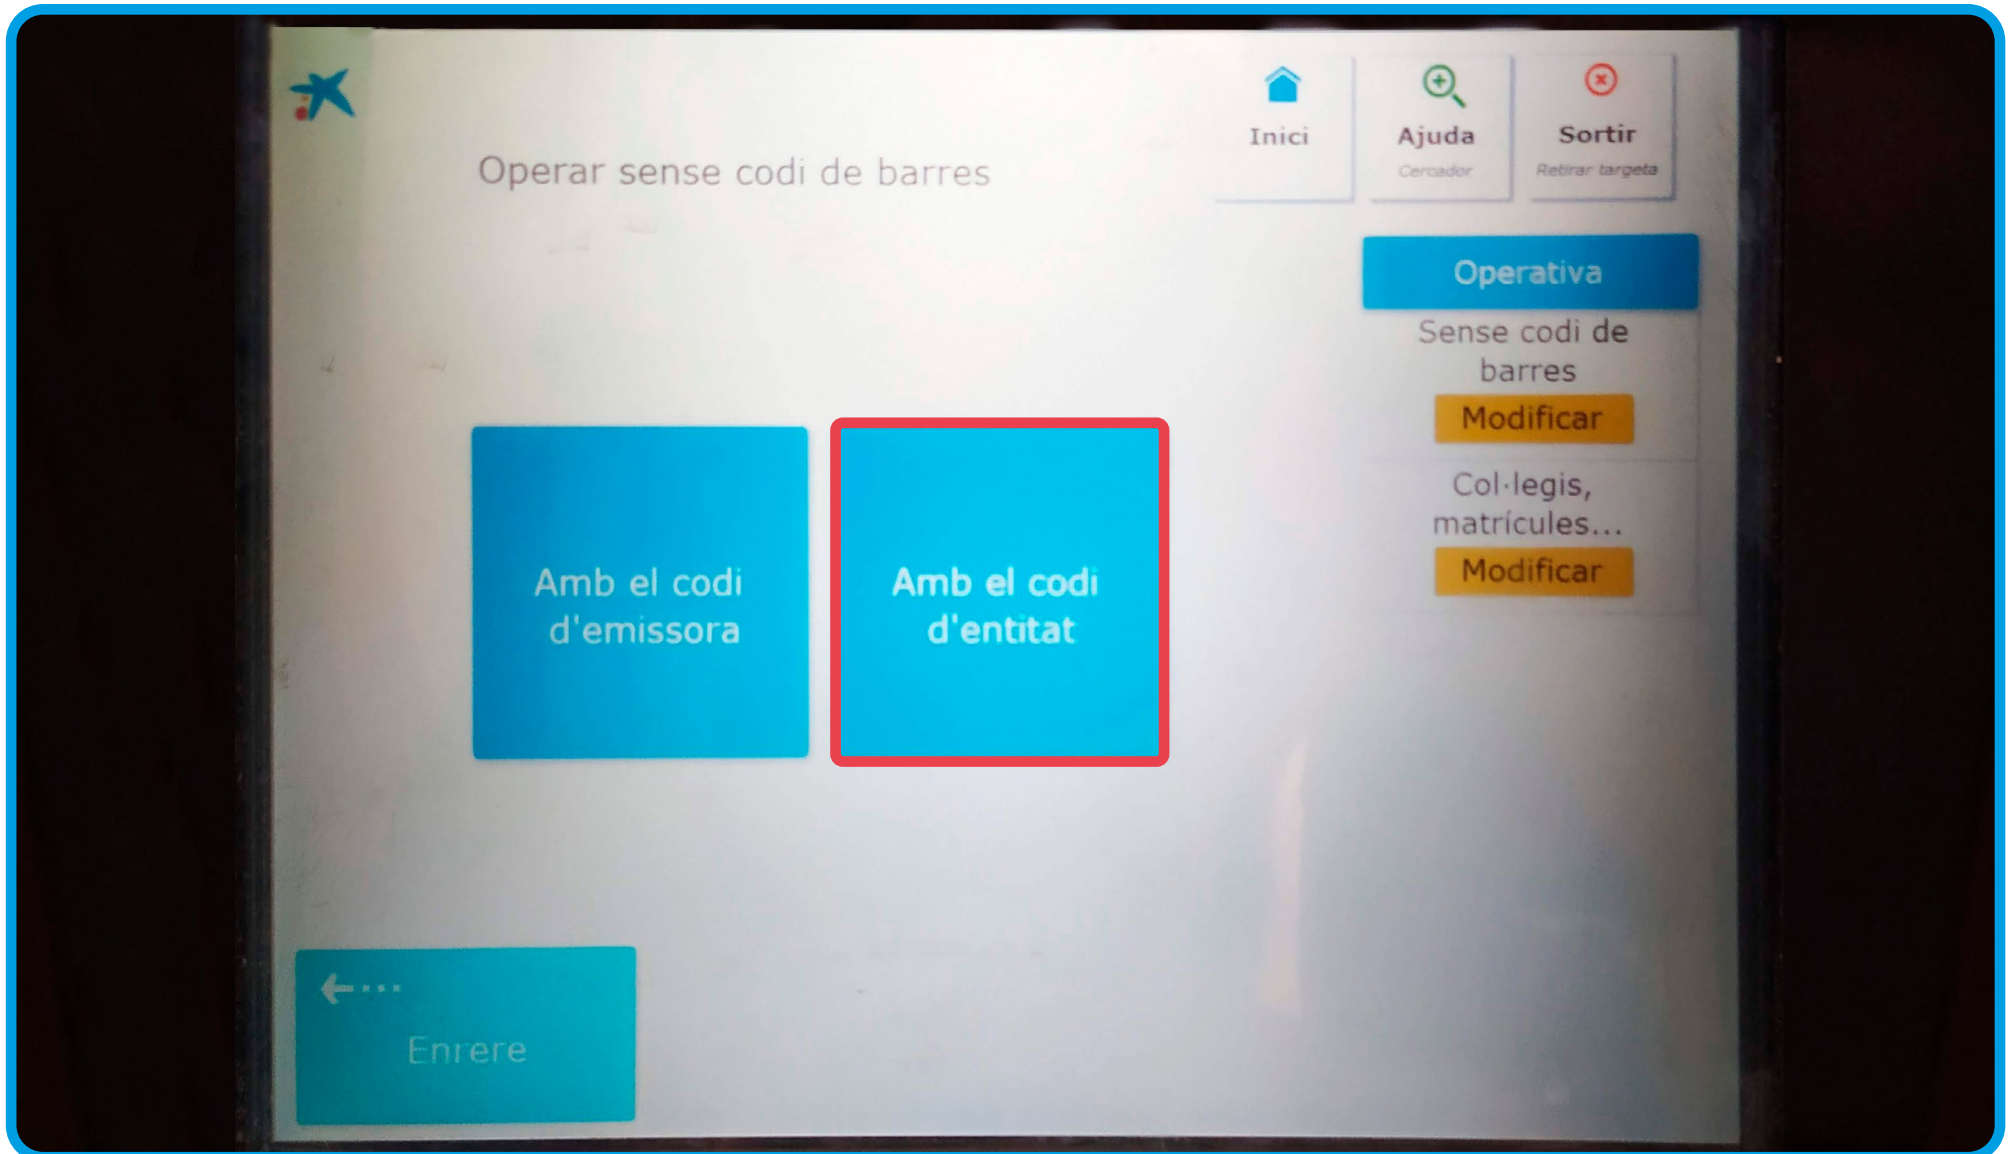 Inici
Ajuda
Cercador
Sortir
Retirar targeta
Operar sense codi de barres
Operativa
Sense codi de
barres
Modificar
Col·legis,
matrícules...
Modificar
Amb el codi
d'emissora
Amb el codi
d'entitat
Enrere